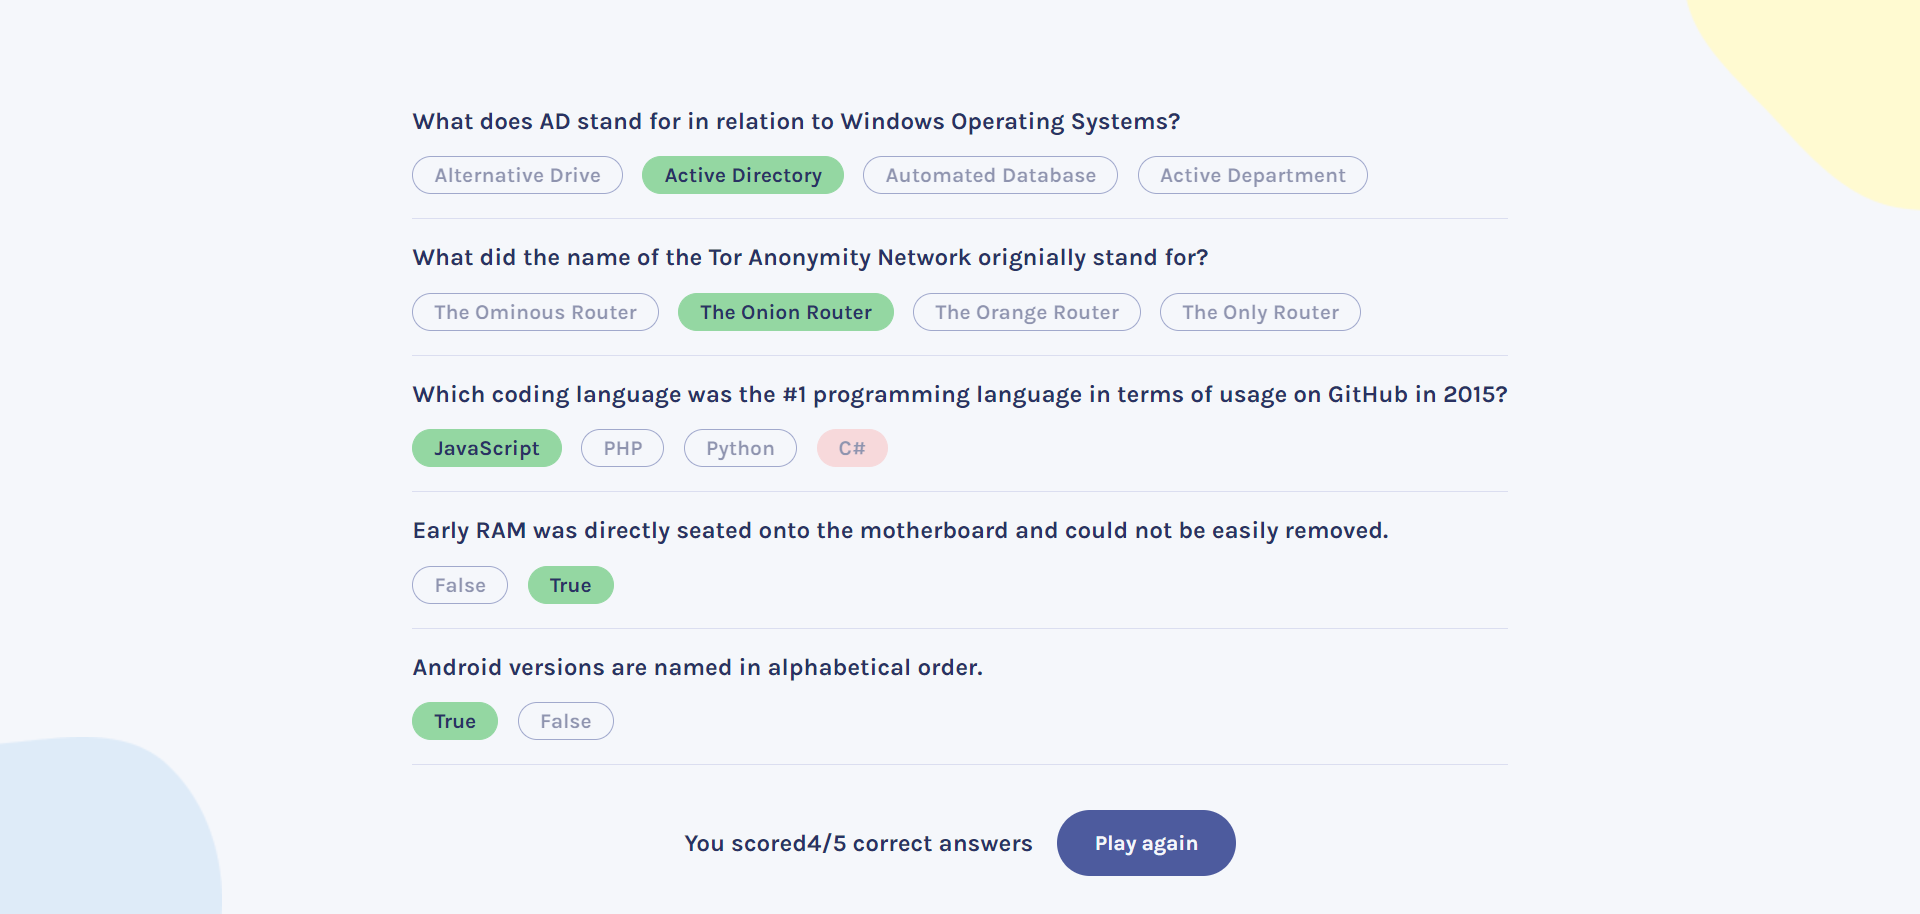 What does AD stand for in relation to Windows Operating Systems?
Alternative Drive Active Directory Automated Database Active Department
What did the name of the Tor Anonymity Network orignially stand for?
The Ominous Router The Onion Router The Orange Router The Only Router
Which coding language was the #1 programming language in terms of usage on GitHub in 2015?
JavaScript PHP Python C#
Early RAM was directly seated onto the motherboard and could not be easily removed.
False True
Android versions are named in alphabetical order.
True False
You scored4/5 correct answers Play again